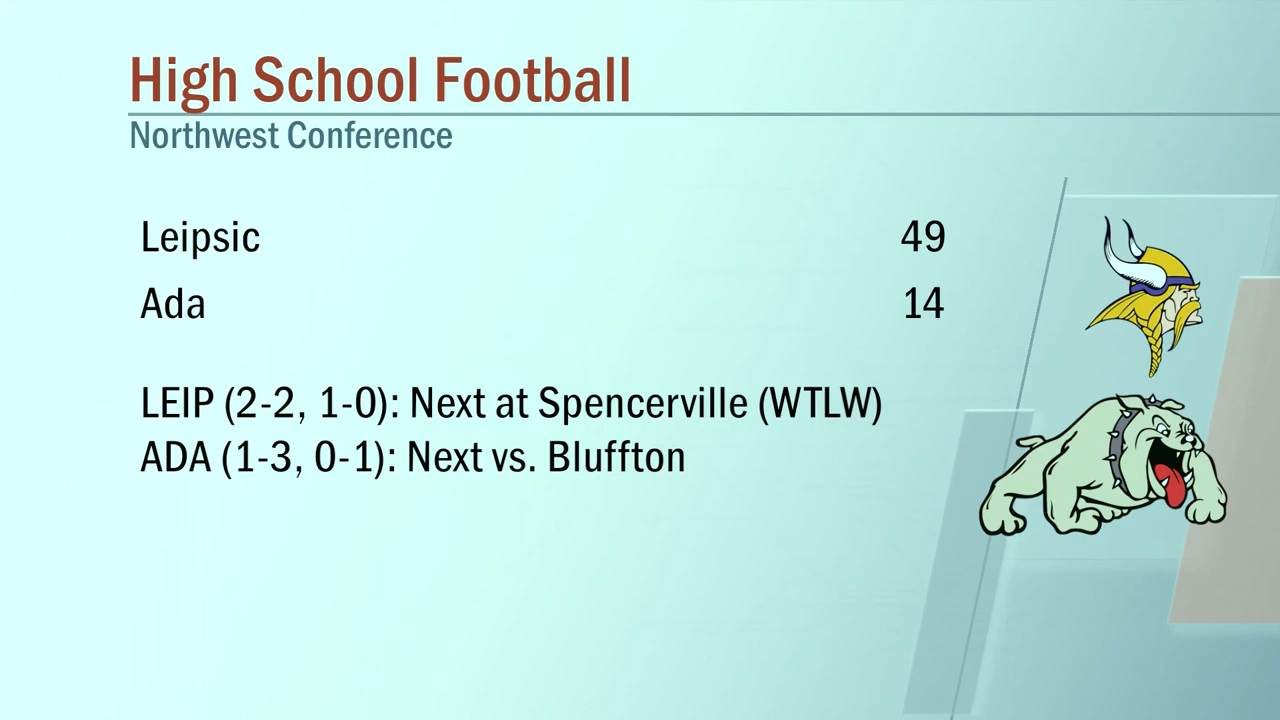 High School Football
Northwest Conference
Leipsic 49
Ada 14
LEIP (2-2, 1-0): Next at Spencerville (WTLW)
ADA (1-3, 0-1): Next vs. Bluffton